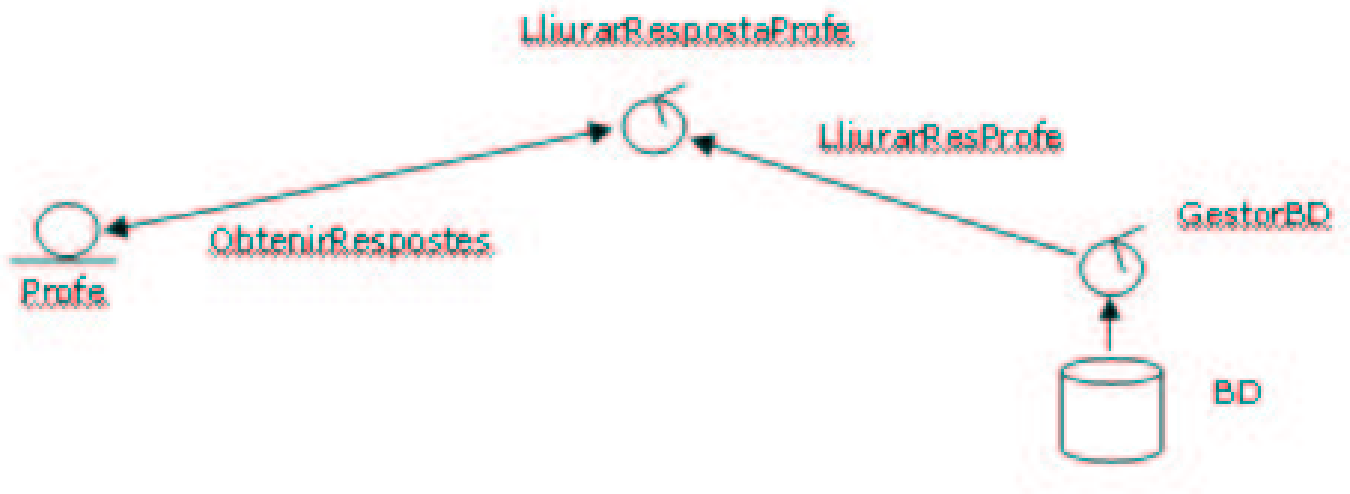 LliurarRespostaProfe
LliurarResProfe
GestorBD
ObtenirRespostes
Profe
BD